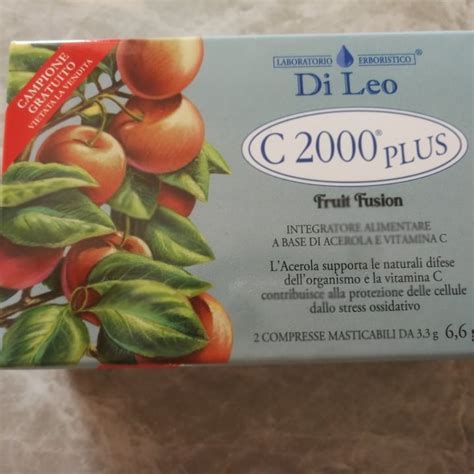 CAMPIONE
GRATUITO
VIETATA LA VENDITA
LABORATORIO ERBORISTICO®
Di Leo
C 2000® PLUS
Fruit Fusion
INTEGRATORE ALIMENTARE
A BASE DI ACEROLA E VITAMINA C
L'Acerola supporta le naturali difese
dell'organismo e la vitamina C
contribuisce alla protezione delle cellule
dallo stress ossidativo
2 COMPRESSE MASTICABILI DA 3,3 g 6,6 g